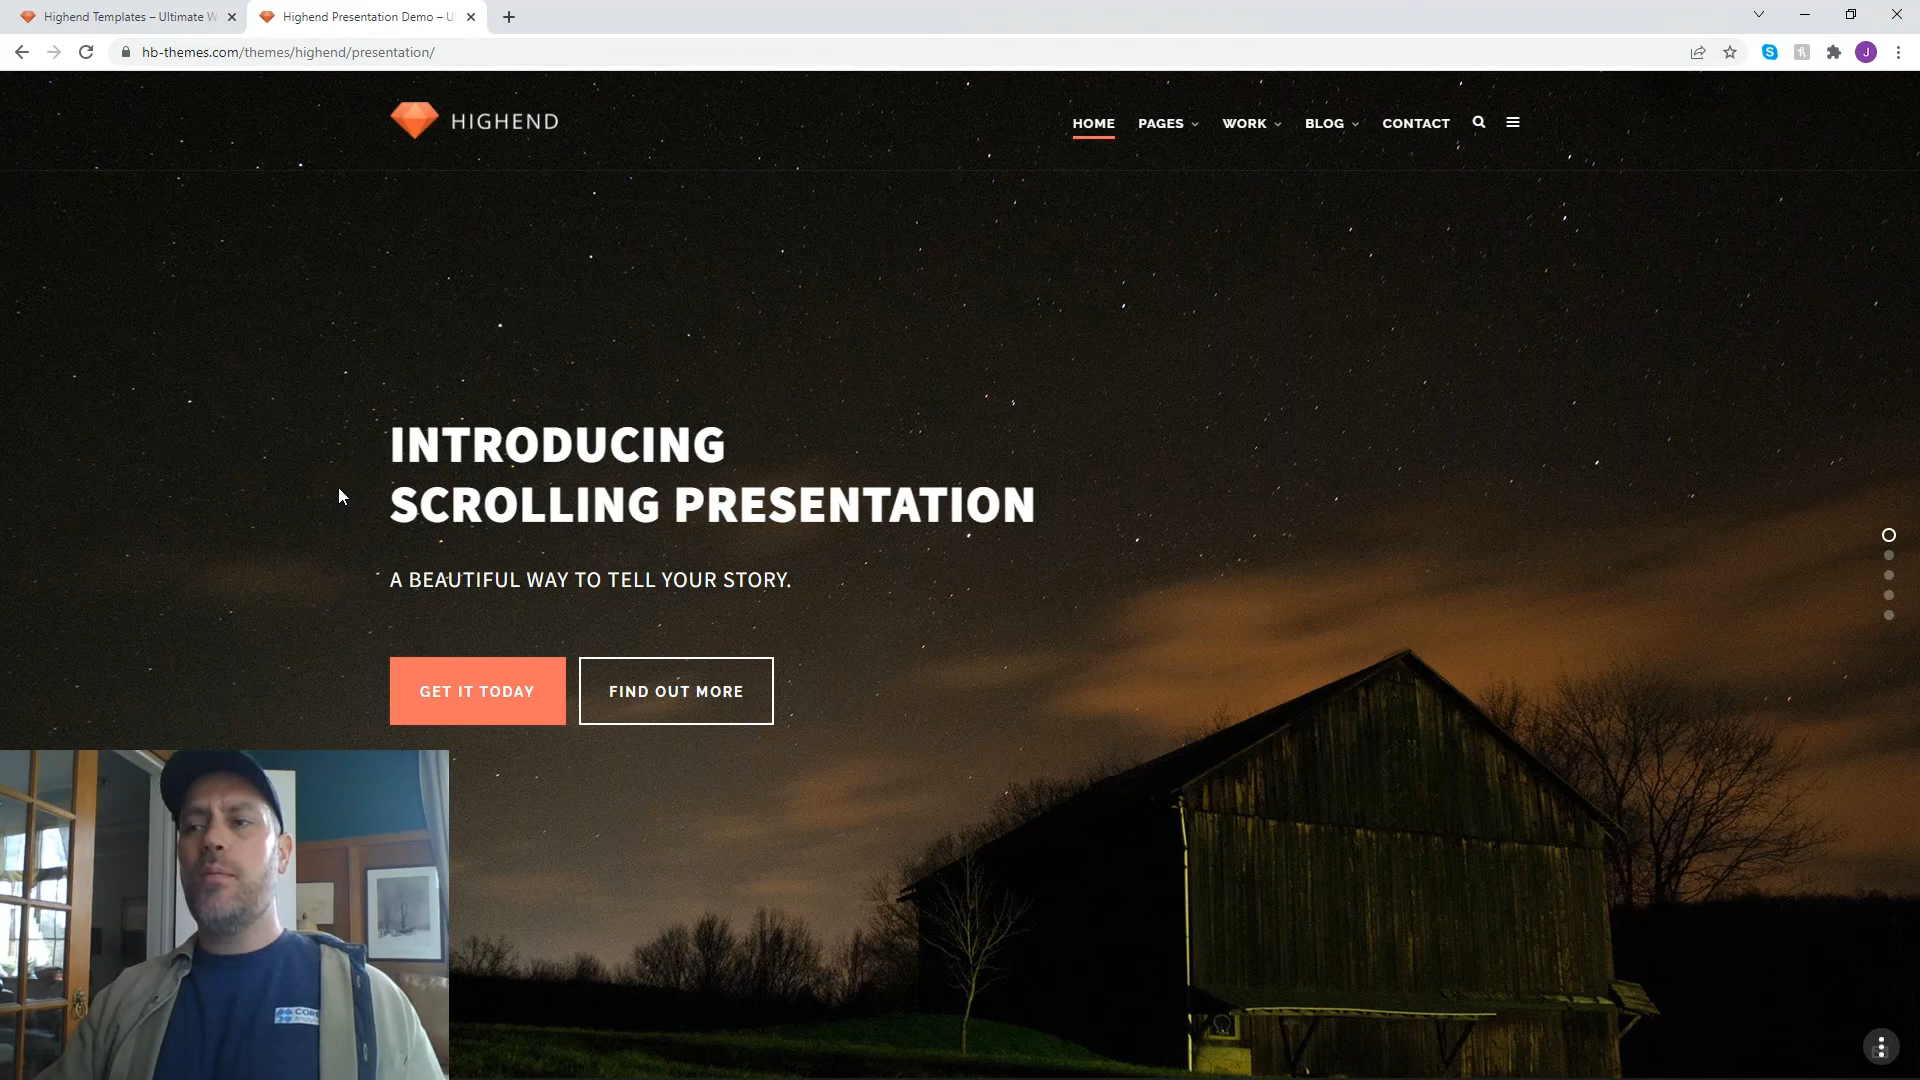 Highend Templates – Ultimate W
Highend Presentation Demo – U
hb-themes.com/themes/highend/presentation/
J
HIGHEND
HOME
PAGES
WORK
BLOG
CONTACT
INTRODUCING
SCROLLING PRESENTATION
A BEAUTIFUL WAY TO TELL YOUR STORY.
GET IT TODAY
FIND OUT MORE